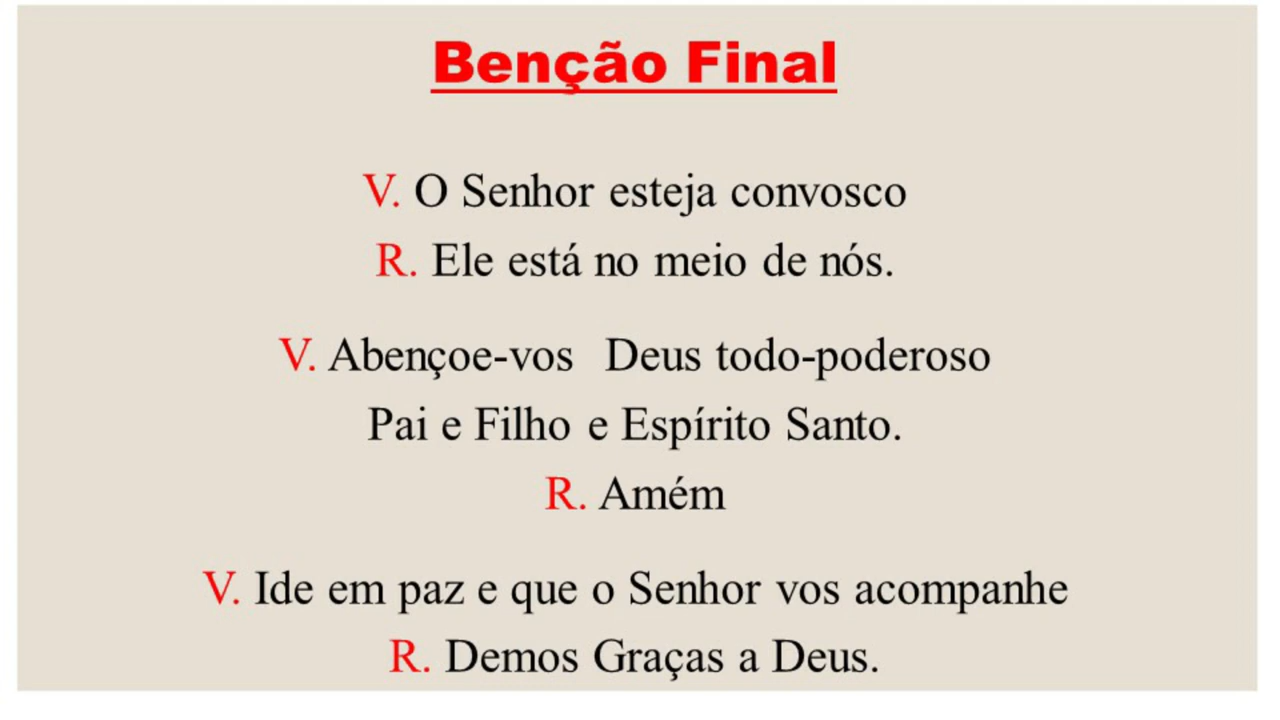 Benção Final
V. O Senhor esteja convosco
R. Ele está no meio de nós.
V. Abençoe-vos Deus todo-poderoso
Pai e Filho e Espírito Santo.
R. Amém
V. Ide em paz e que o Senhor vos acompanhe
R. Demos Graças a Deus.